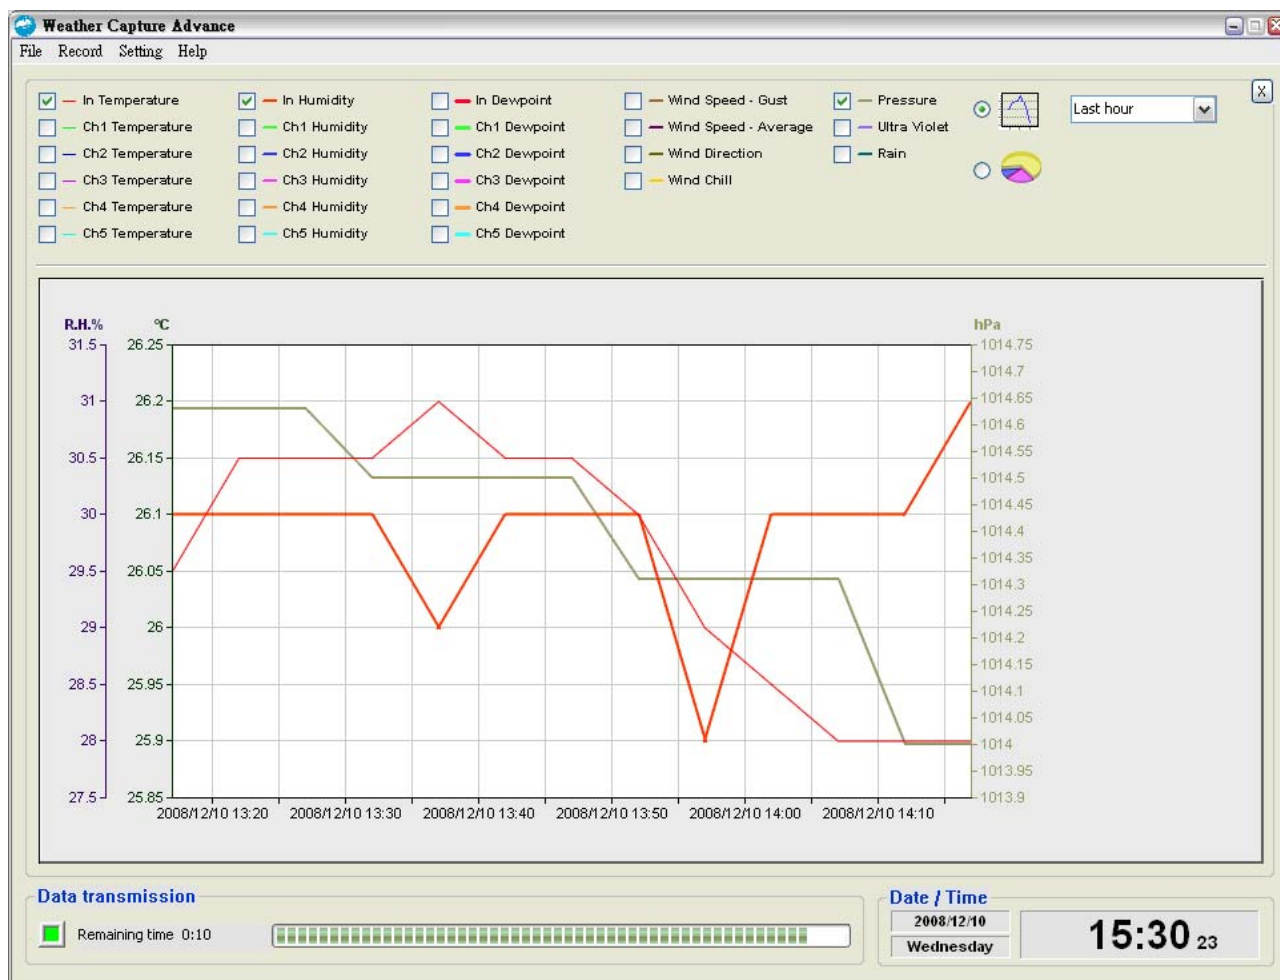 Weather Capture Advance
File Record Setting Help
In Temperature In Humidity In Dewpoint Wind Speed - Gust Pressure Last hour X
Ch1 Temperature Ch1 Humidity Ch1 Dewpoint Wind Speed - Average Ultra Violet
Ch2 Temperature Ch2 Humidity Ch2 Dewpoint Wind Direction Rain
Ch3 Temperature Ch3 Humidity Ch3 Dewpoint Wind Chill
Ch4 Temperature Ch4 Humidity Ch4 Dewpoint
Ch5 Temperature Ch5 Humidity Ch5 Dewpoint
R.H.% °C hPa
31.5 26.25 1014.75
1014.7
31 26.2 1014.65
1014.6
30.5 26.15 1014.55
1014.5
30 26.1 1014.45
1014.4
29.5 26.05 1014.35
1014.3
1014.25
29 26 1014.2
1014.15
28.5 25.95 1014.1
1014.05
28 25.9 1014
1013.95
27.5 25.85 1013.9
2008/12/10 13:20 2008/12/10 13:30 2008/12/10 13:40 2008/12/10 13:50 2008/12/10 14:00 2008/12/10 14:10
Data transmission
Remaining time 0:10
Date / Time
2008/12/10
Wednesday
15:30 23